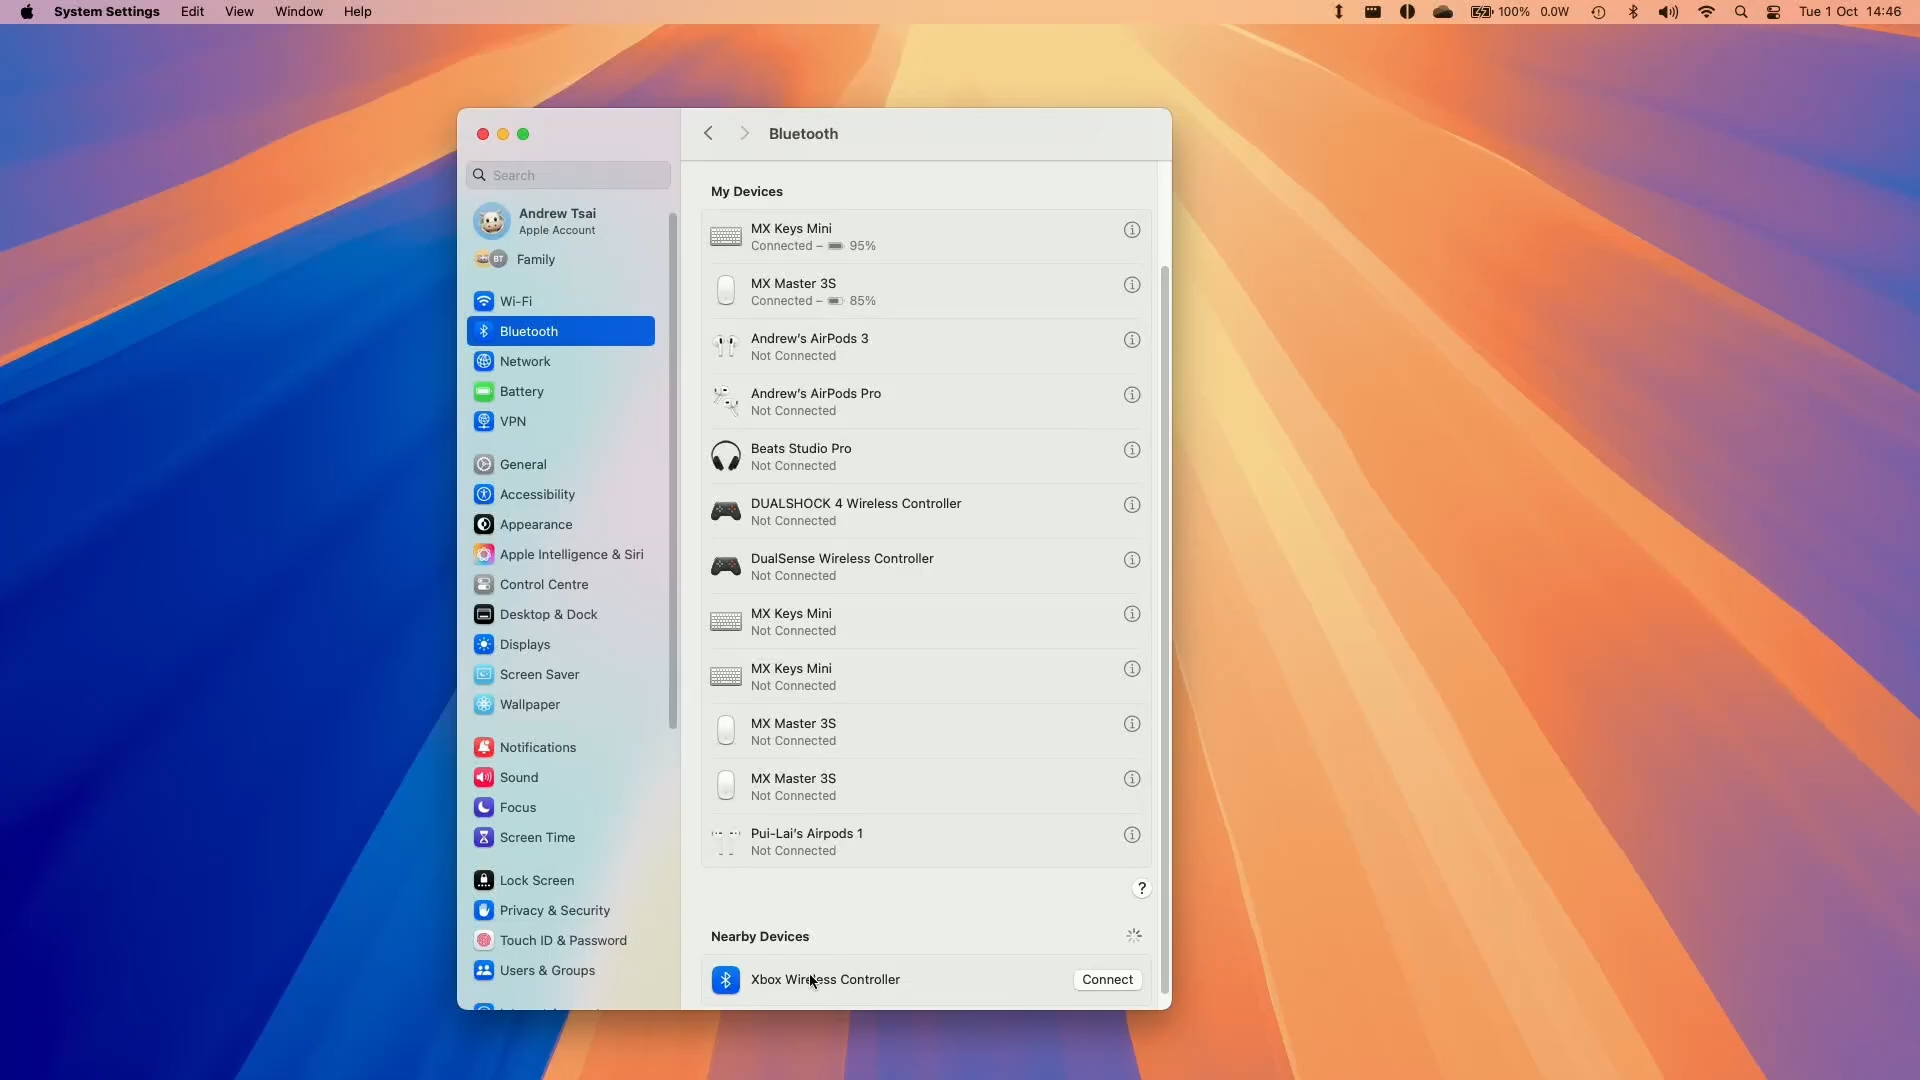 System Settings Edit View Window Help 100% 0.0W Tue 1 Oct 14:46
Bluetooth
Search
Andrew Tsai
Apple Account
BT Family
Wi-Fi
Bluetooth
Network
Battery
VPN
General
Accessibility
Appearance
Apple Intelligence & Siri
Control Centre
Desktop & Dock
Displays
Screen Saver
Wallpaper
Notifications
Sound
Focus
Screen Time
Lock Screen
Privacy & Security
Touch ID & Password
Users & Groups
My Devices
MX Keys Mini
Connected – 95%
MX Master 3S
Connected – 85%
Andrew's AirPods 3
Not Connected
Andrew's AirPods Pro
Not Connected
Beats Studio Pro
Not Connected
DUALSHOCK 4 Wireless Controller
Not Connected
DualSense Wireless Controller
Not Connected
MX Keys Mini
Not Connected
MX Keys Mini
Not Connected
MX Master 3S
Not Connected
MX Master 3S
Not Connected
Pui-Lai's Airpods 1
Not Connected
?
Nearby Devices
Xbox Wireless Controller Connect